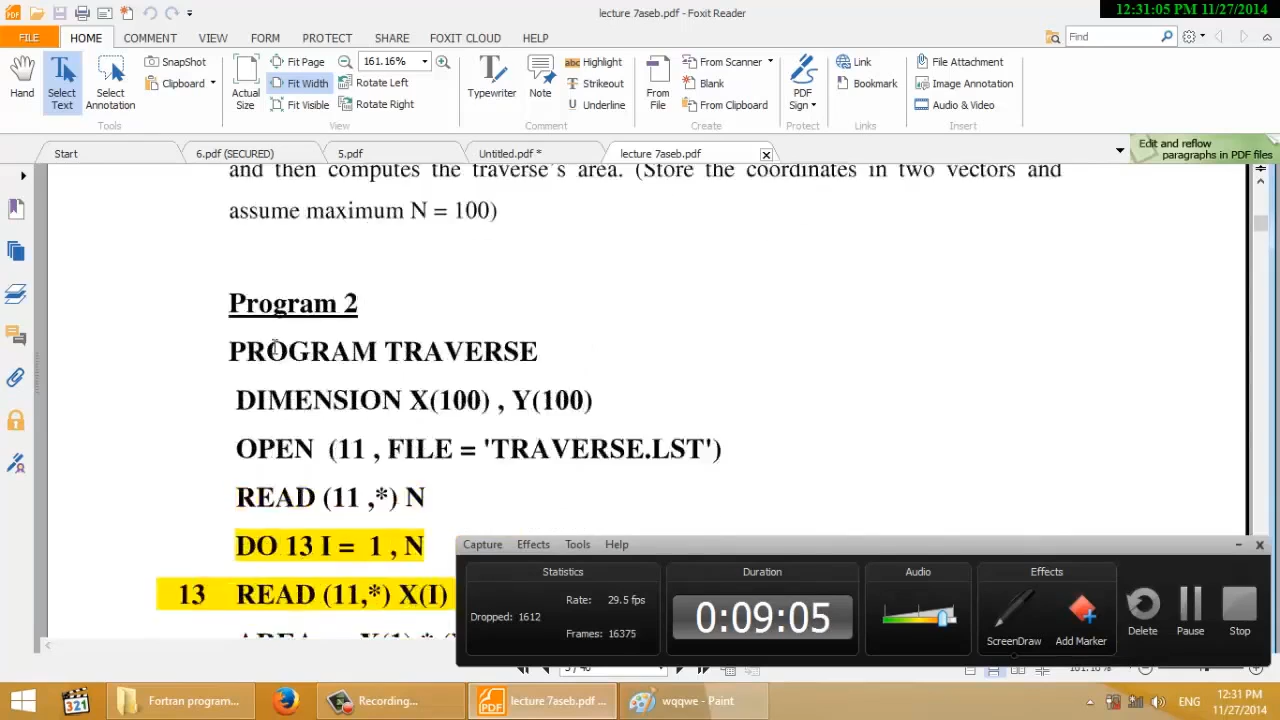 lecture 7aseb.pdf - Foxit Reader
12:31:05 PM 11/27/2014
FILE HOME COMMENT VIEW FORM PROTECT SHARE FOXIT CLOUD HELP
Find
Hand
Select Text
Select Annotation
SnapShot
Clipboard
Tools
Actual Size
Fit Page
Fit Width
Fit Visible
161.16%
Rotate Left
Rotate Right
View
Typewriter
Note
Highlight
Strikeout
Underline
Comment
From File
From Scanner
Blank
From Clipboard
Create
PDF Sign
Protect
Link
Bookmark
Links
File Attachment
Image Annotation
Audio & Video
Insert
Start
6.pdf (SECURED)
5.pdf
Untitled.pdf *
lecture 7aseb.pdf
Edit and reflow
paragraphs in PDF files
and then computes the traverse's area. (Store the coordinates in two vectors and
assume maximum N = 100)
Program 2
PROGRAM TRAVERSE
DIMENSION X(100) , Y(100)
OPEN (11 , FILE = 'TRAVERSE.LST')
READ (11 ,*) N
DO 13 I = 1 , N
13 READ (11,*) X(I)
Capture Effects Tools Help
Statistics
Dropped: 1612
Rate: 29.5 fps
Frames: 16375
Duration
0:09:05
Audio
Effects
ScreenDraw
Add Marker
Delete
Pause
Stop
321
Fortran program...
Recording...
lecture 7aseb.pdf ...
wqqwe - Paint
ENG
12:31 PM
11/27/2014